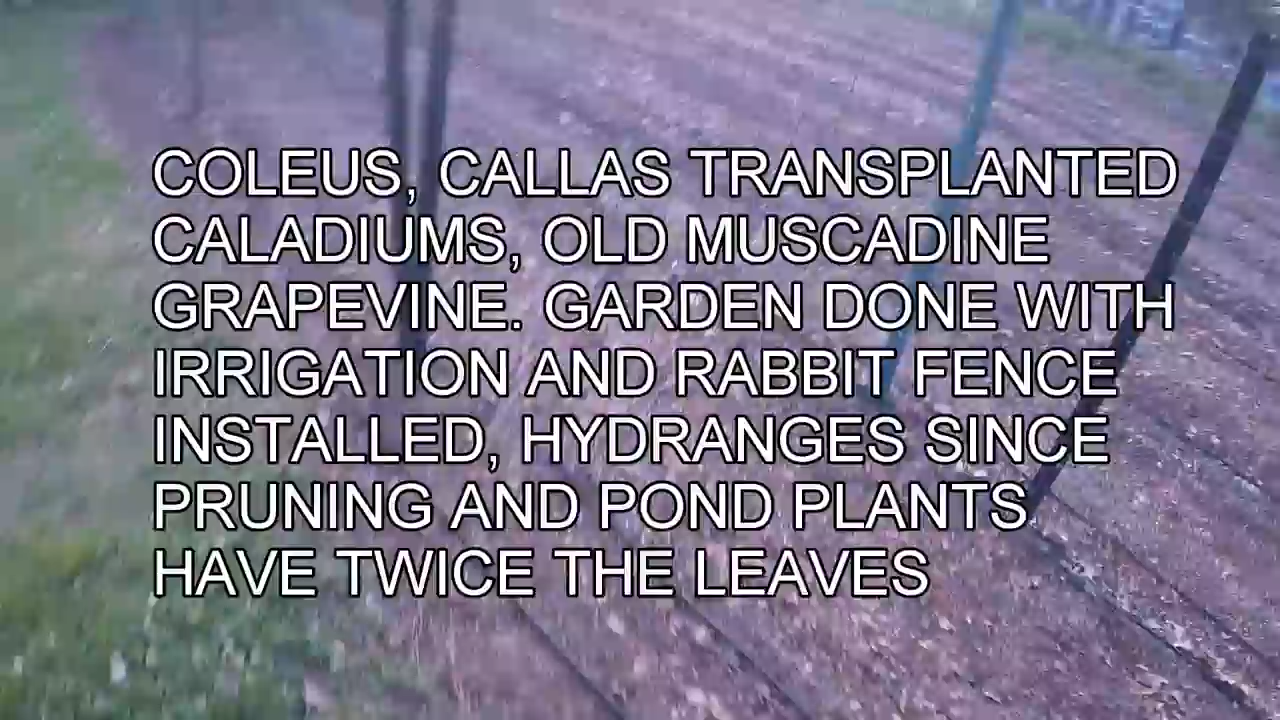 COLEUS, CALLAS TRANSPLANTED
CALADIUMS, OLD MUSCADINE
GRAPEVINE. GARDEN DONE WITH
IRRIGATION AND RABBIT FENCE
INSTALLED, HYDRANGES SINCE
PRUNING AND POND PLANTS
HAVE TWICE THE LEAVES